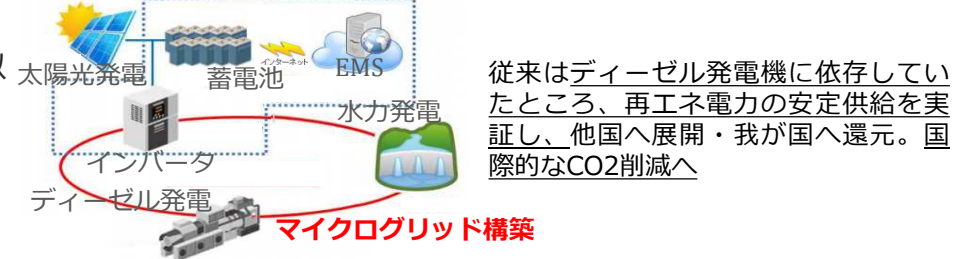 太陽光発電
蓄電池
インターネット
EMS
水力発電
インバータ
ディーゼル発電
マイクログリッド構築
従来はディーゼル発電機に依存してい
たところ、再エネ電力の安定供給を実
証し、他国へ展開・我が国へ還元。国
際的なCO2削減へ